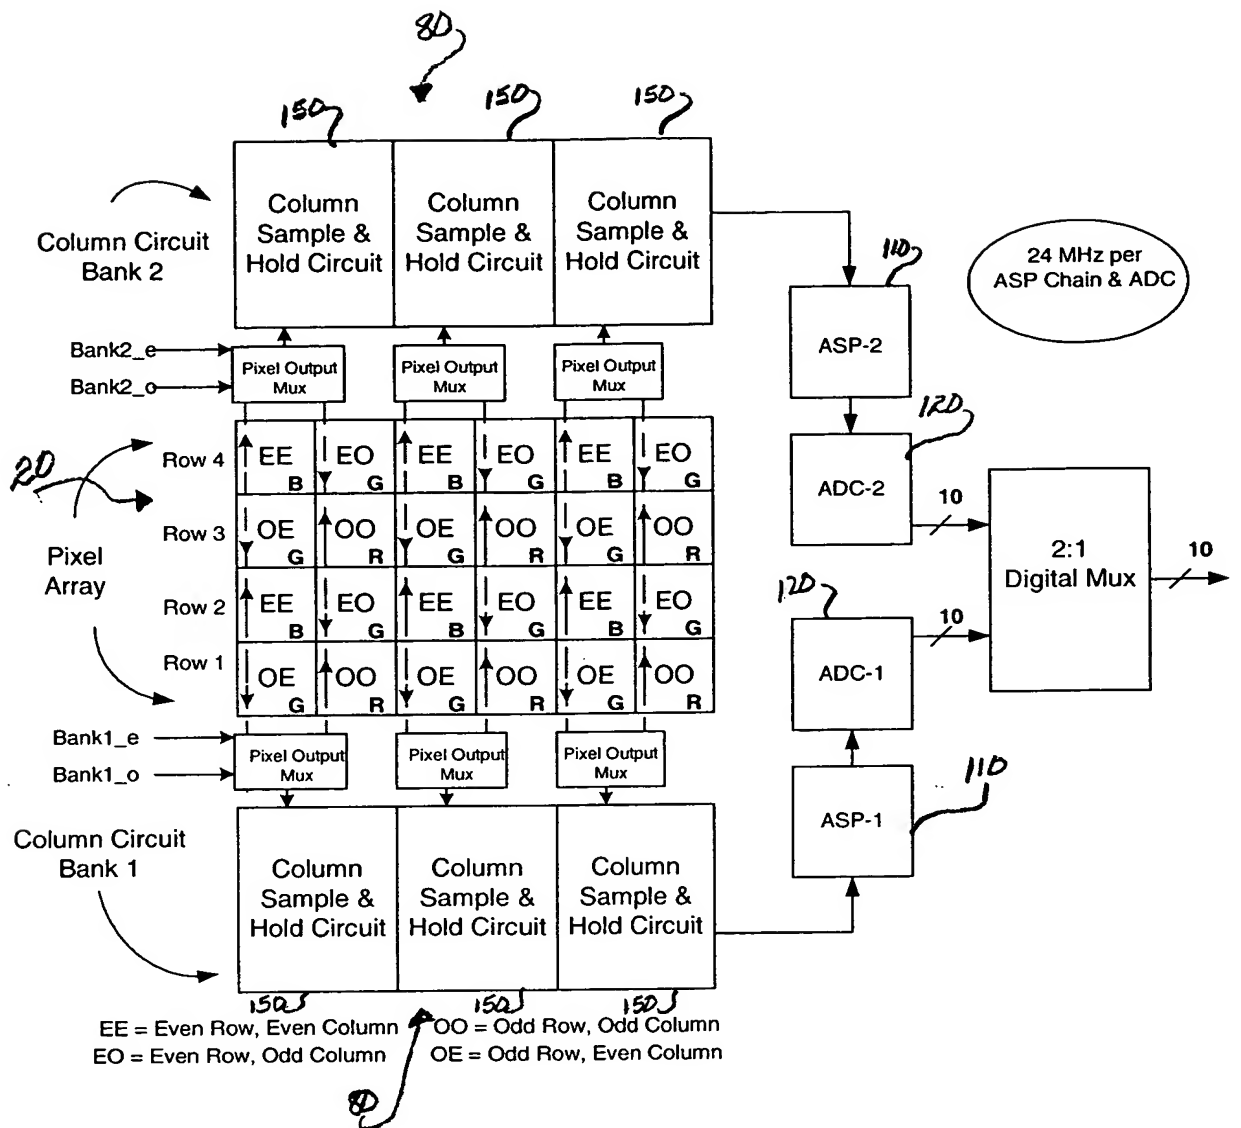 80
150 150 150
Column Sample & Hold Circuit
Column Sample & Hold Circuit
Column Sample & Hold Circuit
Column Circuit
Bank 2
110
24 MHz per
ASP Chain & ADC
ASP-2
Bank2_e
Bank2_o
Pixel Output Mux
Pixel Output Mux
Pixel Output Mux
120
ADC-2
10
20
Row 4 EE B EO G EE B EO G EE B EO G
Row 3 OE G OO R OE G OO R OE G OO R
Pixel
Array
Row 2 EE B EO G EE B EO G EE B EO G
Row 1 OE G OO R OE G OO R OE G OO R
2:1
Digital Mux
10
120
10
ADC-1
Bank1_e
Bank1_o
Pixel Output Mux
Pixel Output Mux
Pixel Output Mux
110
ASP-1
Column Circuit
Bank 1
Column Sample & Hold Circuit
Column Sample & Hold Circuit
Column Sample & Hold Circuit
150 150 150
EE = Even Row, Even Column OO = Odd Row, Odd Column
EO = Even Row, Odd Column OE = Odd Row, Even Column
80